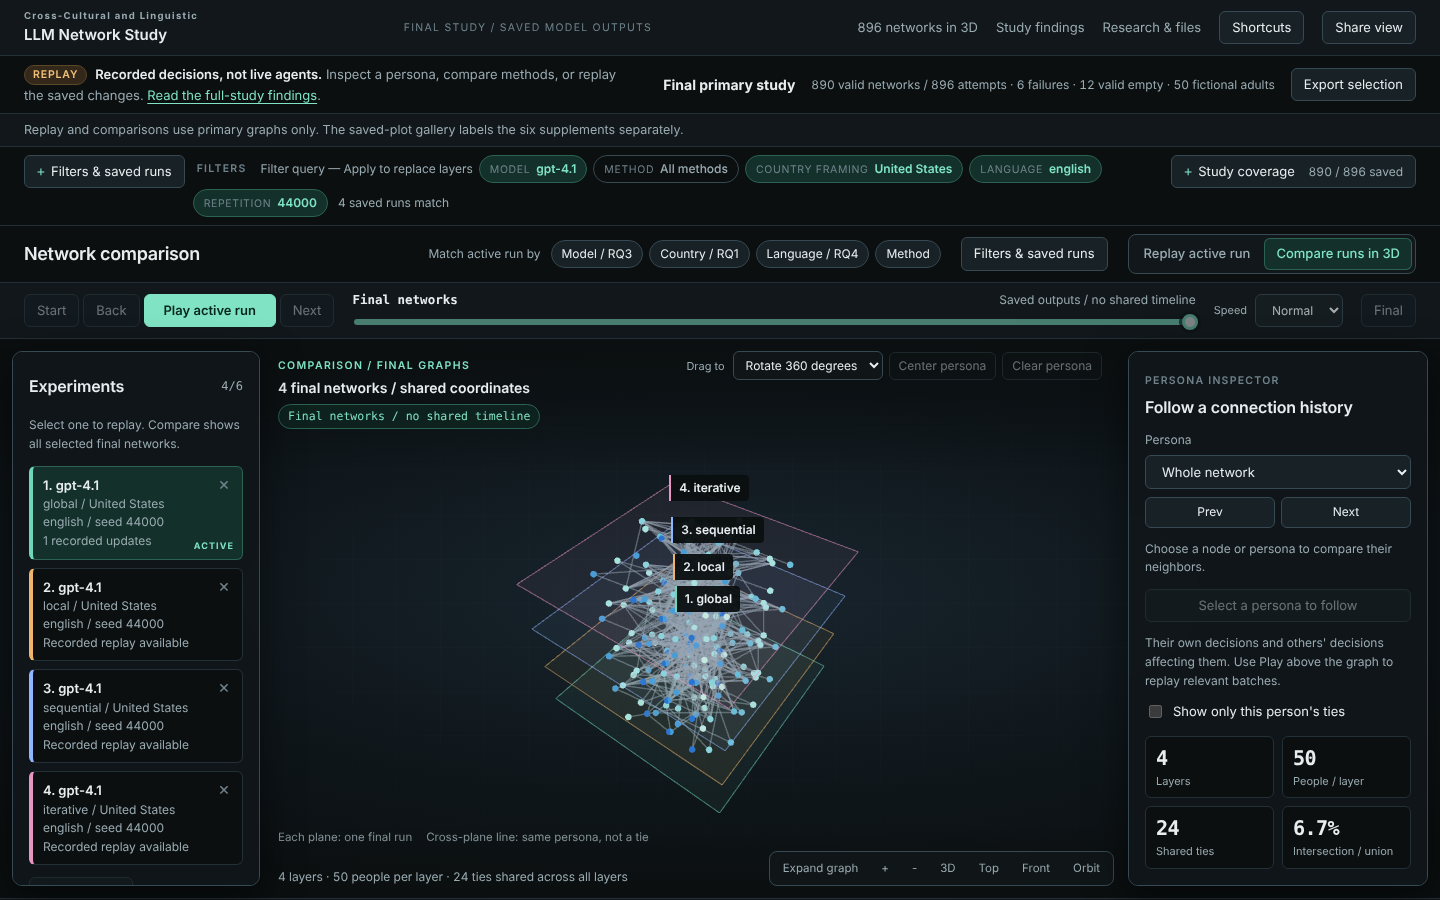 Cross-Cultural and Linguistic
LLM Network Study
FINAL STUDY / SAVED MODEL OUTPUTS
896 networks in 3D
Study findings
Research & files
Shortcuts
Share view
REPLAY Recorded decisions, not live agents. Inspect a persona, compare methods, or replay
the saved changes. Read the full-study findings.
Final primary study
890 valid networks / 896 attempts · 6 failures · 12 valid empty · 50 fictional adults
Export selection
Replay and comparisons use primary graphs only. The saved-plot gallery labels the six supplements separately.
+ Filters & saved runs
FILTERS
Filter query — Apply to replace layers
MODEL gpt-4.1
METHOD All methods
COUNTRY FRAMING United States
LANGUAGE english
+ Study coverage 890 / 896 saved
REPETITION 44000
4 saved runs match
Network comparison
Match active run by
Model / RQ3
Country / RQ1
Language / RQ4
Method
Filters & saved runs
Replay active run
Compare runs in 3D
Start
Back
Play active run
Next
Final networks
Saved outputs / no shared timeline
Speed
Normal
Final
Experiments
4/6
Select one to replay. Compare shows
all selected final networks.
1. gpt-4.1 ×
global / United States
english / seed 44000
1 recorded updates
ACTIVE
2. gpt-4.1 ×
local / United States
english / seed 44000
Recorded replay available
3. gpt-4.1 ×
sequential / United States
english / seed 44000
Recorded replay available
4. gpt-4.1 ×
iterative / United States
english / seed 44000
Recorded replay available
COMPARISON / FINAL GRAPHS
4 final networks / shared coordinates
Final networks / no shared timeline
Drag to
Rotate 360 degrees
Center persona
Clear persona
4. iterative
3. sequential
2. local
1. global
Each plane: one final run
Cross-plane line: same persona, not a tie
4 layers · 50 people per layer · 24 ties shared across all layers
Expand graph
+
-
3D
Top
Front
Orbit
PERSONA INSPECTOR
Follow a connection history
Persona
Whole network
Prev
Next
Choose a node or persona to compare their
neighbors.
Select a persona to follow
Their own decisions and others' decisions
affecting them. Use Play above the graph to
replay relevant batches.
Show only this person's ties
4
Layers
50
People / layer
24
Shared ties
6.7%
Intersection / union